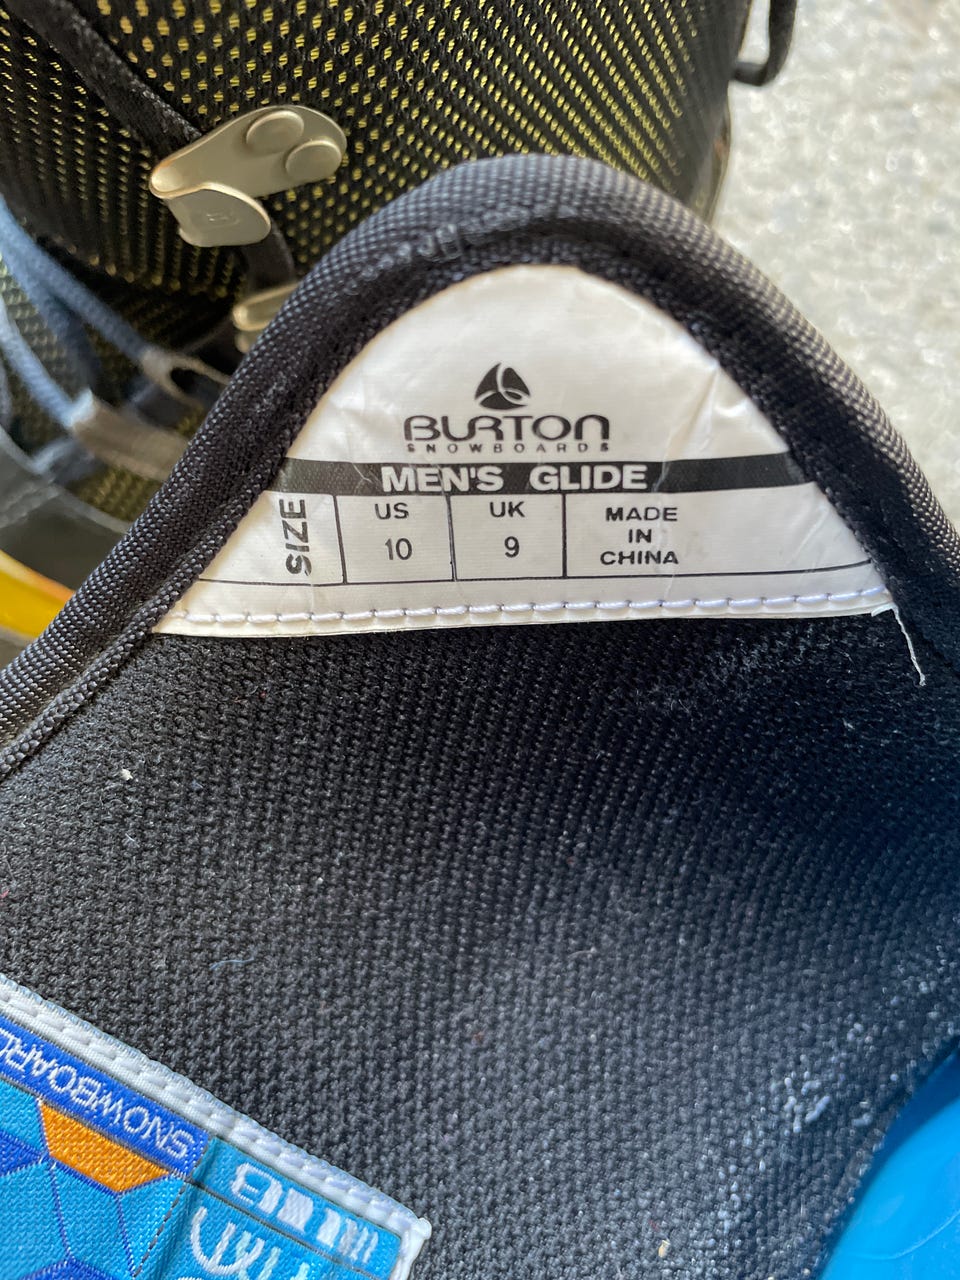 BURTON
SNOWBOARDS
MEN'S GLIDE
SIZE
US
10
UK
9
MADE
IN
CHINA